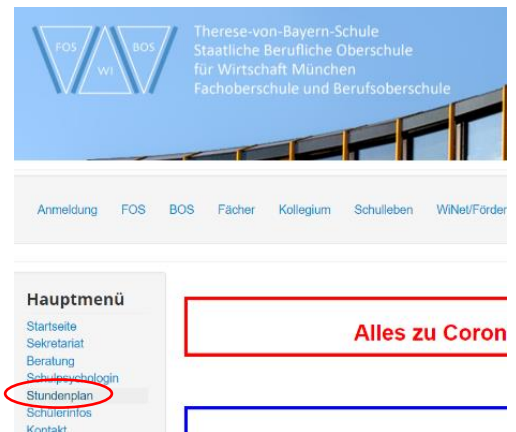 FOS
BOS
WI
Therese-von-Bayern-Schule
Staatliche Berufliche Oberschule
für Wirtschaft München
Fachoberschule und Berufsoberschule
Anmeldung FOS BOS Fächer Kollegium Schulleben WiNet/Förder
Hauptmenü
Startseite
Sekretariat
Beratung
Schulpsychologin
Stundenplan
Schülerinfos
Kontakt
Alles zu Coron